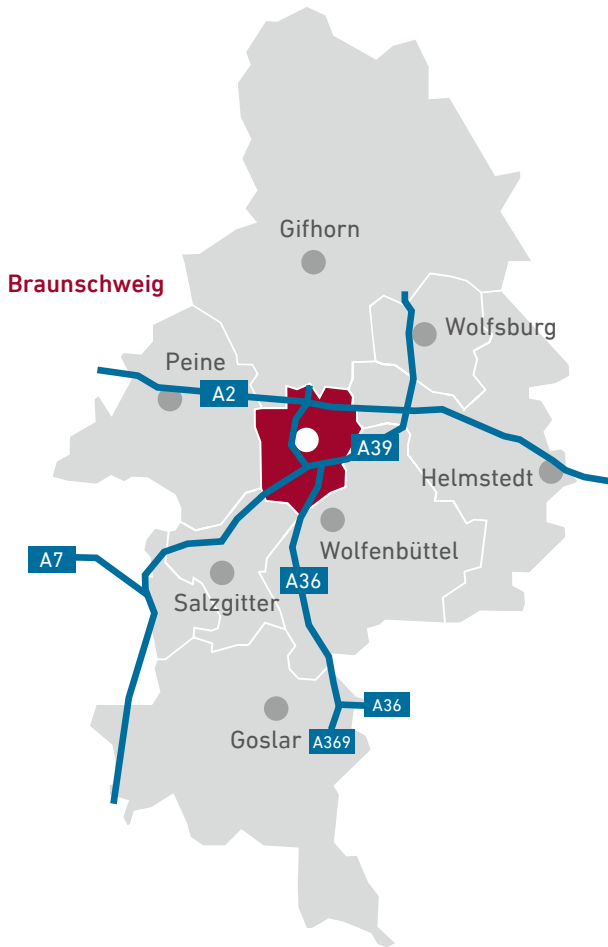 Gifhorn
Braunschweig
Wolfsburg
Peine
A2
A39
Helmstedt
Wolfenbüttel
A7
A36
Salzgitter
A36
Goslar
A369